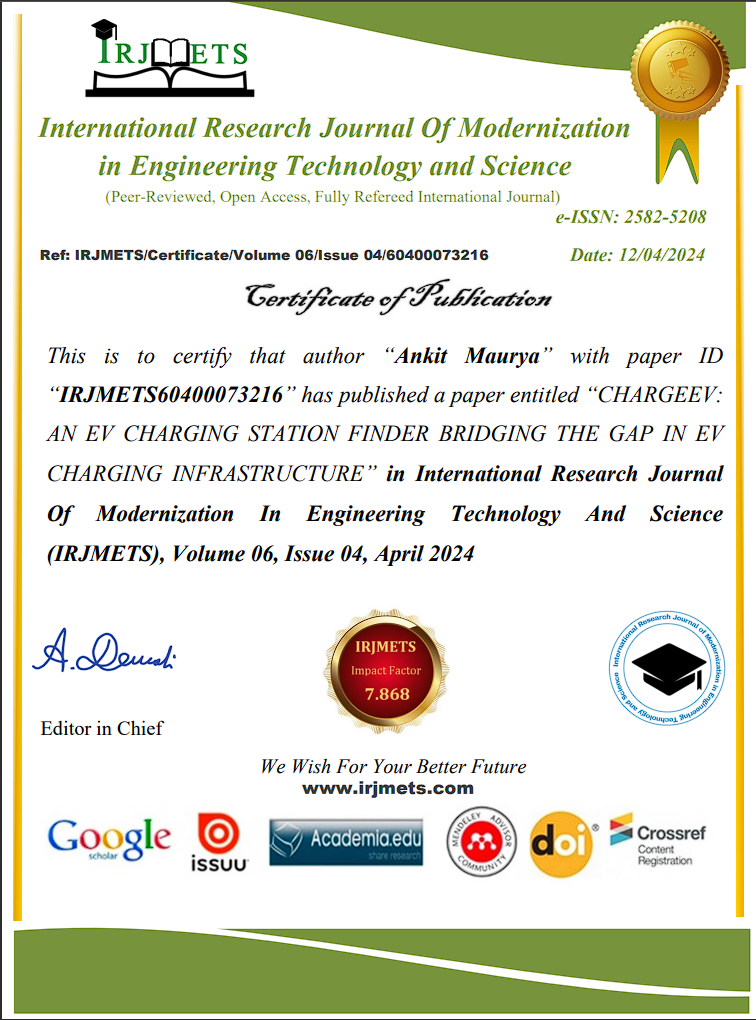 IRJMETS
International Research Journal Of Modernization
in Engineering Technology and Science
(Peer-Reviewed, Open Access, Fully Refereed International Journal)
e-ISSN: 2582-5208
Ref: IRJMETS/Certificate/Volume 06/Issue 04/60400073216
Date: 12/04/2024
Certificate of Publication
This is to certify that author “Ankit Maurya” with paper ID
“IRJMETS60400073216” has published a paper entitled “CHARGEEV:
AN EV CHARGING STATION FINDER BRIDGING THE GAP IN EV
CHARGING INFRASTRUCTURE” in International Research Journal
Of Modernization In Engineering Technology And Science
(IRJMETS), Volume 06, Issue 04, April 2024
A.
IRJMETS
Impact Factor
7.868
International Research Journal of Modernization in Engineering Technology and Science
Editor in Chief
We Wish For Your Better Future
www.irjmets.com
Google
scholar
issuu
Academia.edu
share research
MENDELEY ADVISOR
COMMUNITY
doi®
Crossref
Content
Registration